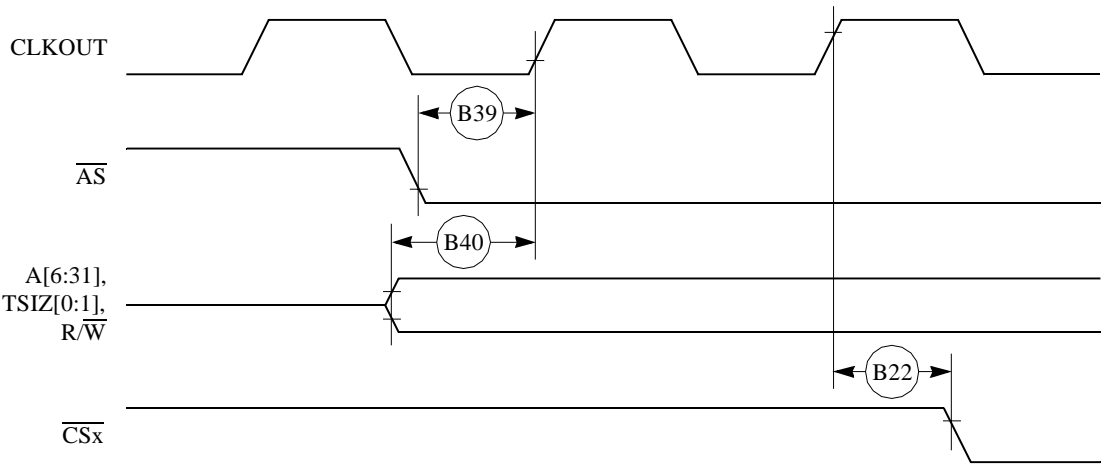 CLKOUT
B39
AS
B40
A[6:31],
TSIZ[0:1],
R/W
B22
CSx